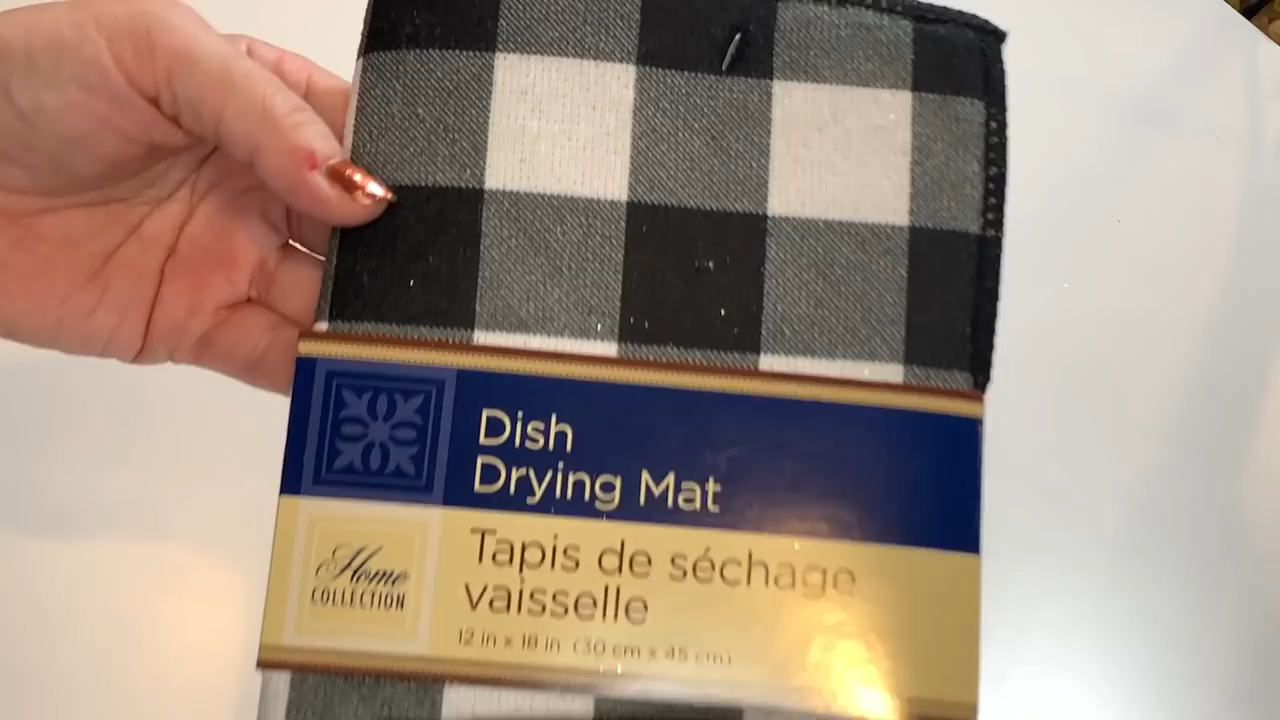 Dish
Drying Mat
Tapis de séchage
vaisselle
12 in x 18 in (30 cm x 45 cm)
Home
COLLECTION